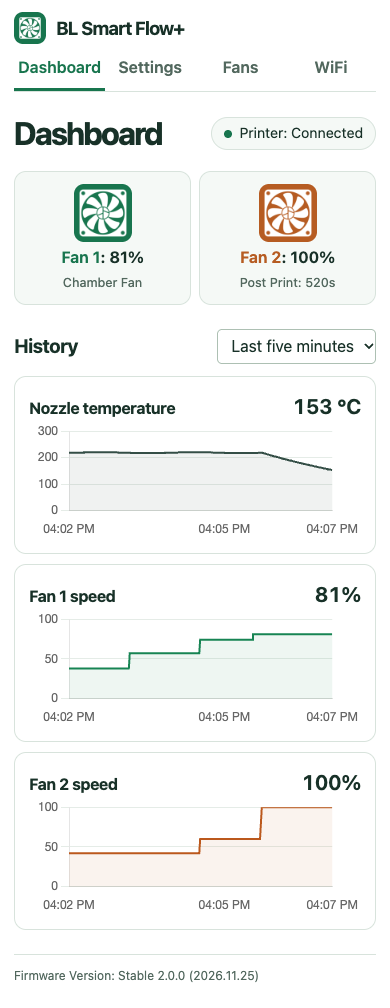 BL Smart Flow+
Dashboard Settings Fans WiFi
Dashboard
Printer: Connected
Fan 1: 81%
Chamber Fan
Fan 2: 100%
Post Print: 520s
History
Last five minutes
Nozzle temperature
153 °C
300
200
100
0
04:02 PM 04:05 PM 04:07 PM
Fan 1 speed
81%
100
50
0
04:02 PM 04:05 PM 04:07 PM
Fan 2 speed
100%
100
50
0
04:02 PM 04:05 PM 04:07 PM
Firmware Version: Stable 2.0.0 (2026.11.25)